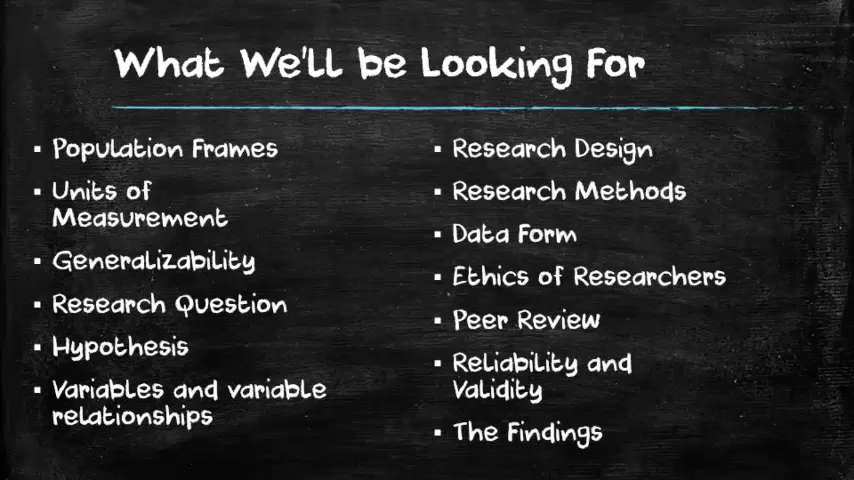 What We'll be Looking For
▪ Population Frames
▪ Units of
Measurement
▪ Generalizability
▪ Research Question
▪ Hypothesis
▪ Variables and variable
relationships
▪ Research Design
▪ Research Methods
▪ Data Form
▪ Ethics of Researchers
▪ Peer Review
▪ Reliability and
Validity
▪ The Findings